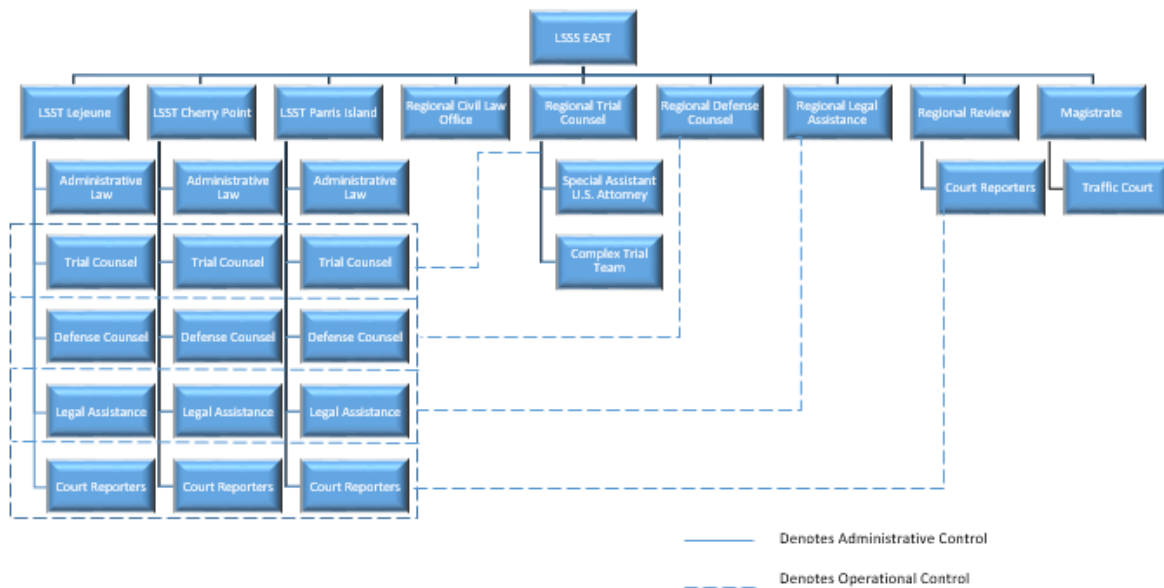 LSSS EAST
LSST Lejeune
LSST Cherry Point
LSST Parris Island
Regional Civil Law
Office
Regional Trial
Counsel
Regional Defense
Counsel
Regional Legal
Assistance
Regional Review
Magistrate
Administrative
Law
Administrative
Law
Administrative
Law
Special Assistant
U.S. Attorney
Court Reporters
Traffic Court
Trial Counsel
Trial Counsel
Trial Counsel
Complex Trial
Team
Defense Counsel
Defense Counsel
Defense Counsel
Legal Assistance
Legal Assistance
Legal Assistance
Court Reporters
Court Reporters
Court Reporters
Denotes Administrative Control
Denotes Operational Control